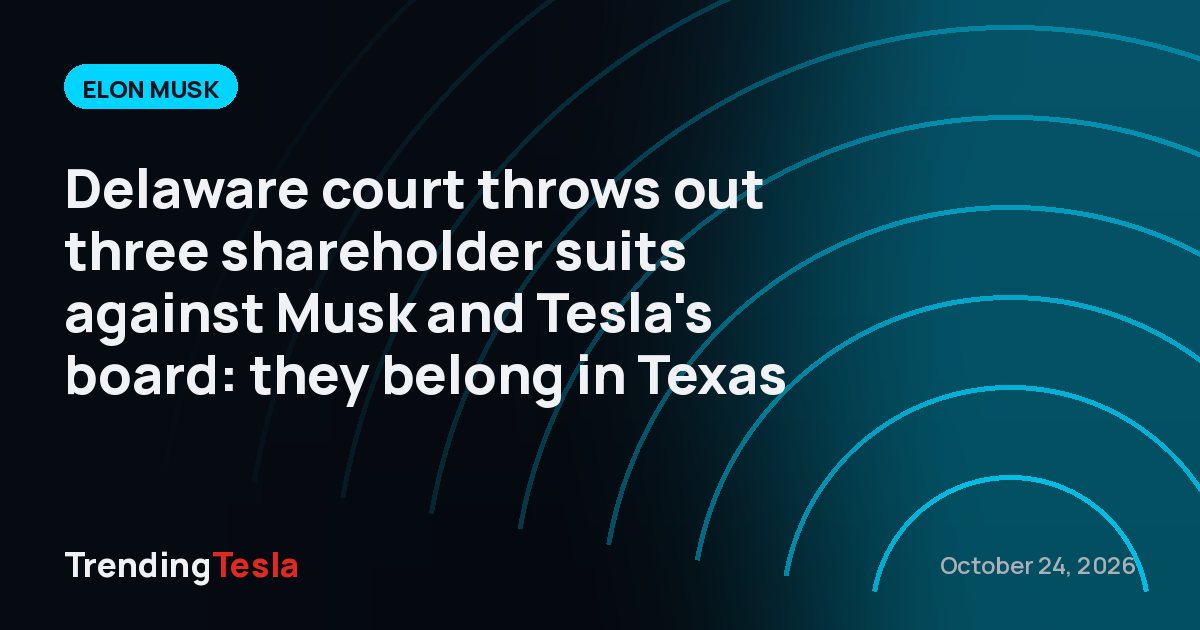 ELON MUSK
Delaware court throws out
three shareholder suits
against Musk and Tesla's
board: they belong in Texas
TrendingTesla
October 24, 2026